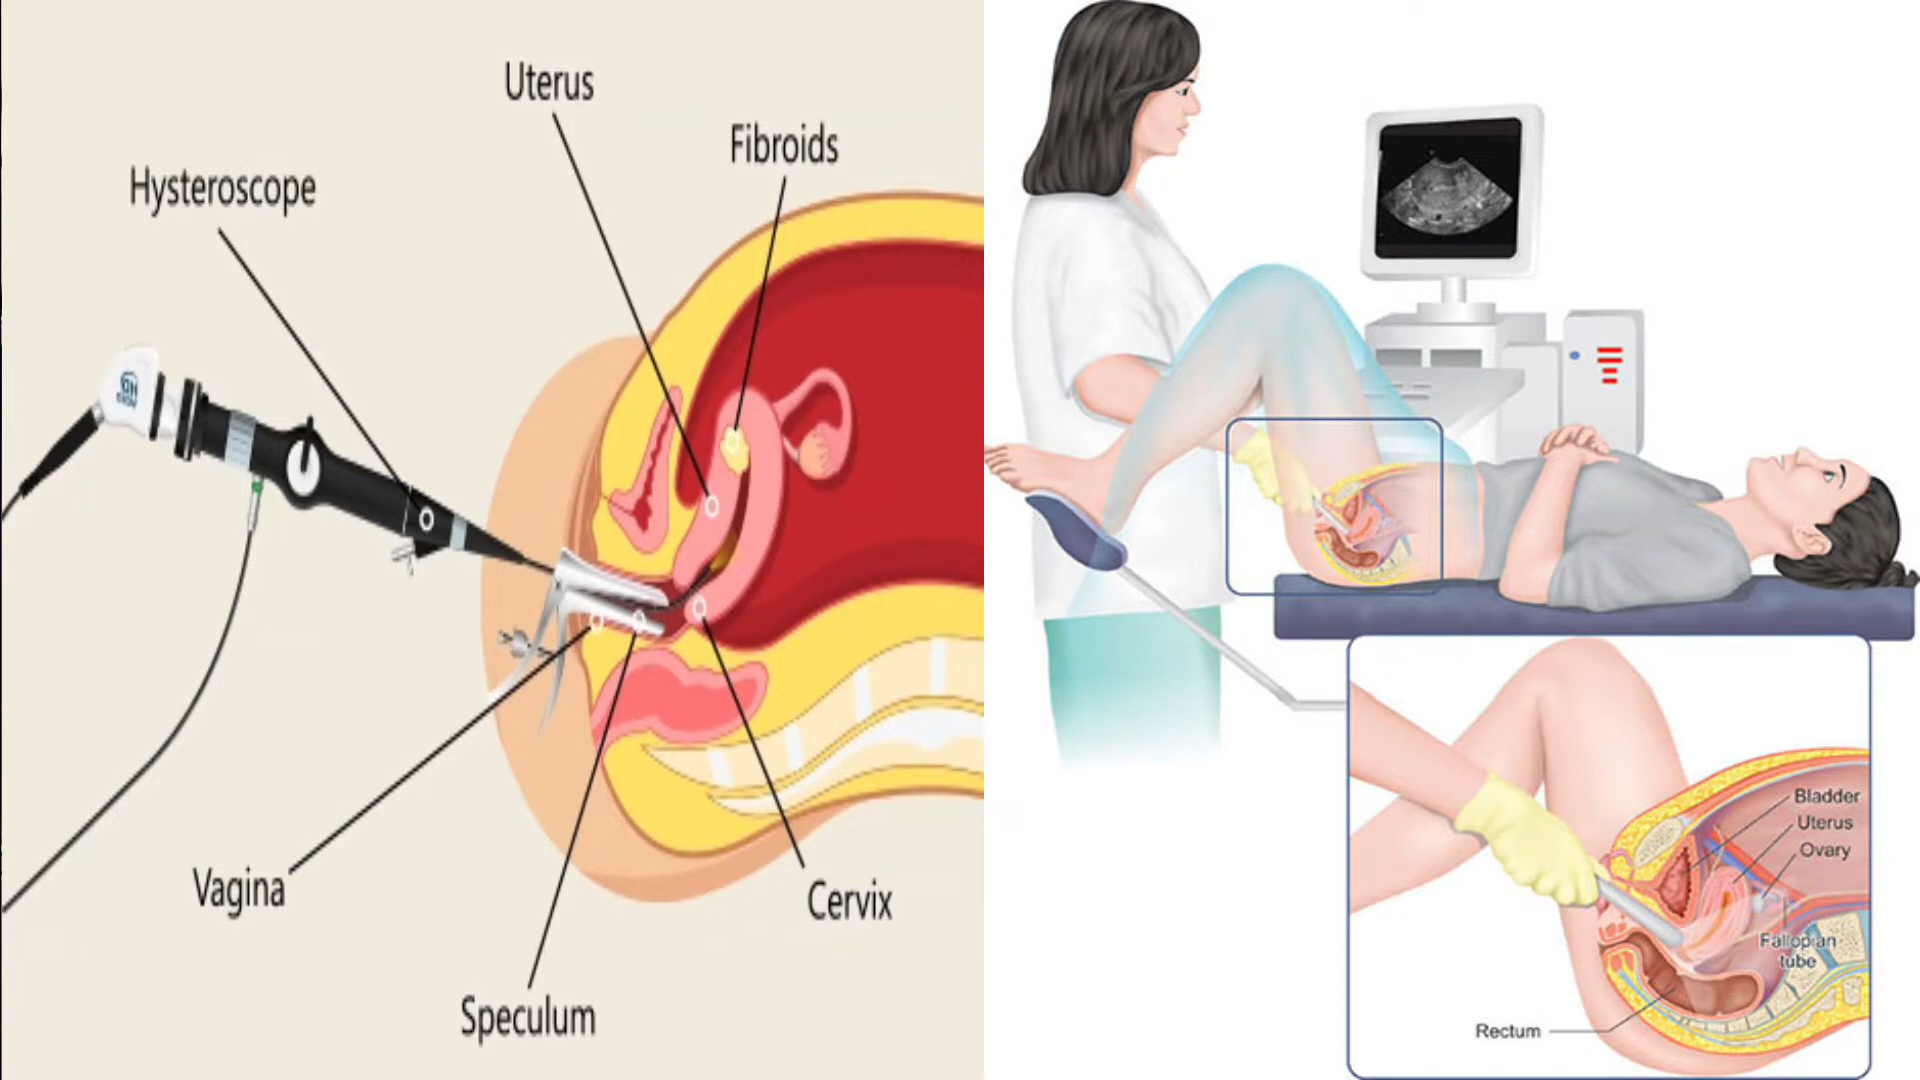 Uterus
Fibroids
Hysteroscope
Vagina
Cervix
Speculum
Bladder
Uterus
Ovary
Fallopian
tube
Rectum